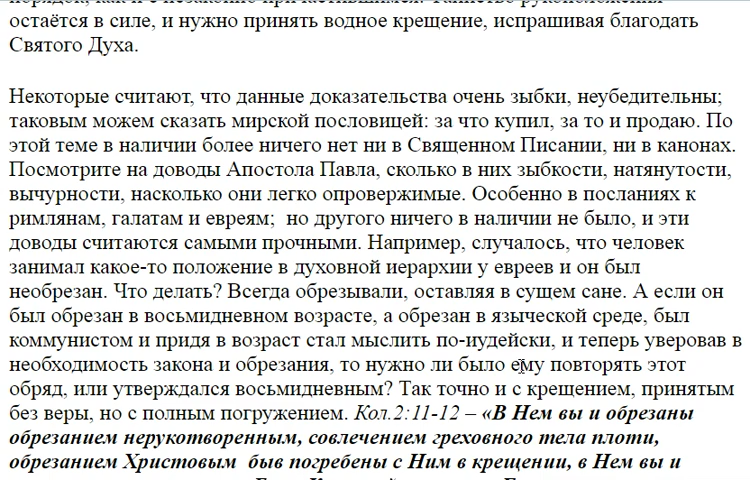 остаётся в силе, и нужно принять водное крещение, испрашивая благодать
Святого Духа.
Некоторые считают, что данные доказательства очень зыбки, неубедительны;
таковым можем сказать мирской пословицей: за что купил, за то и продаю. По
этой теме в наличии более ничего нет ни в Священном Писании, ни в канонах.
Посмотрите на доводы Апостола Павла, сколько в них зыбкости, натянутости,
вычурности, насколько они легко опровержимые. Особенно в посланиях к
римлянам, галатам и евреям; но другого ничего в наличии не было, и эти
доводы считаются самыми прочными. Например, случалось, что человек
занимал какое-то положение в духовной иерархии у евреев и он был
необрезан. Что делать? Всегда обрезывали, оставляя в сущем сане. А если он
был обрезан в восьмидневном возрасте, а обрезан в языческой среде, был
коммунистом и придя в возраст стал мыслить по-иудейски, и теперь уверовав в
необходимость закона и обрезания, то нужно ли было ему повторять этот
обряд, или утверждался восьмидневным? Так точно и с крещением, принятым
без веры, но с полным погружением. Кол.2:11-12 – «В Нем вы и обрезаны
обрезанием нерукотворенным, совлечением греховного тела плоти,
обрезанием Христовым быв погребены с Ним в крещении, в Нем вы и